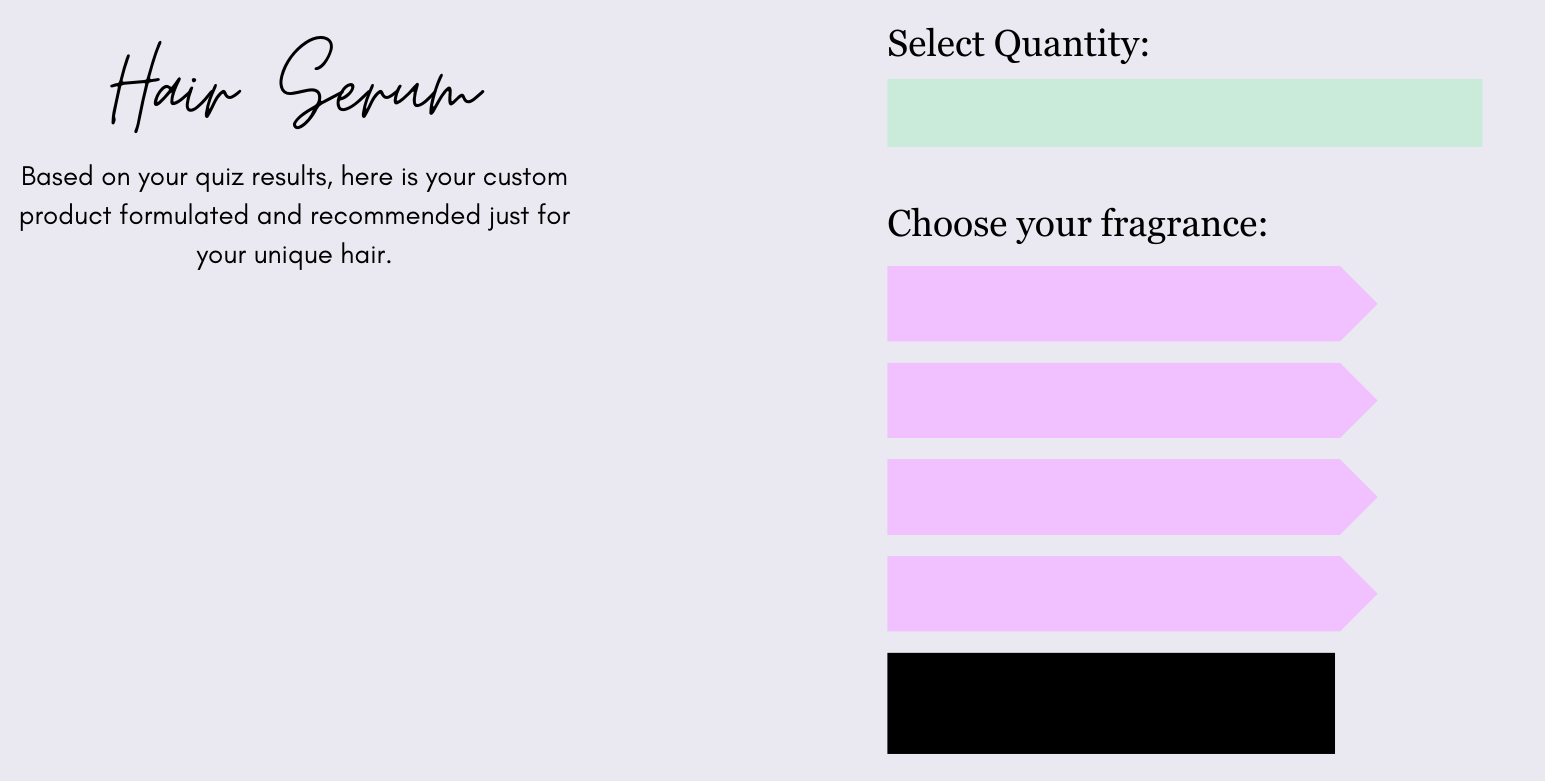 Hair Serum
Based on your quiz results, here is your custom
product formulated and recommended just for
your unique hair.
Select Quantity:
Choose your fragrance: